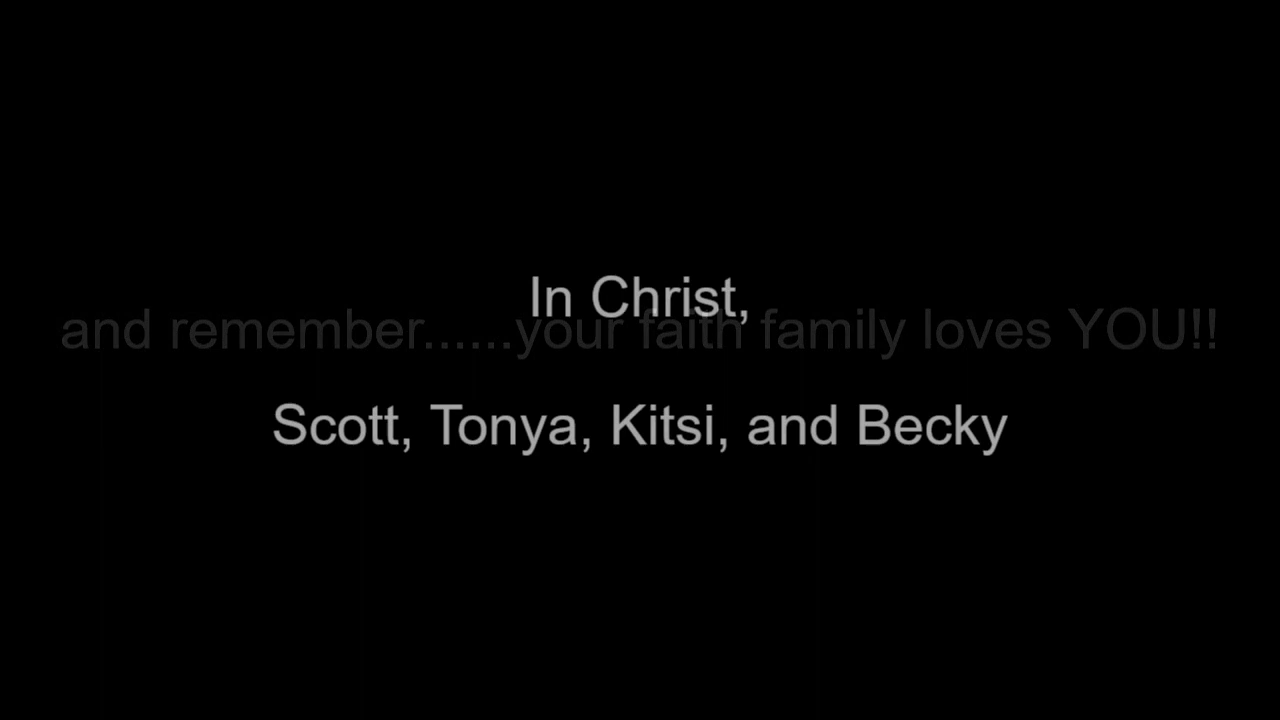 In Christ,
and remember......your faith family loves YOU!!
Scott, Tonya, Kitsi, and Becky